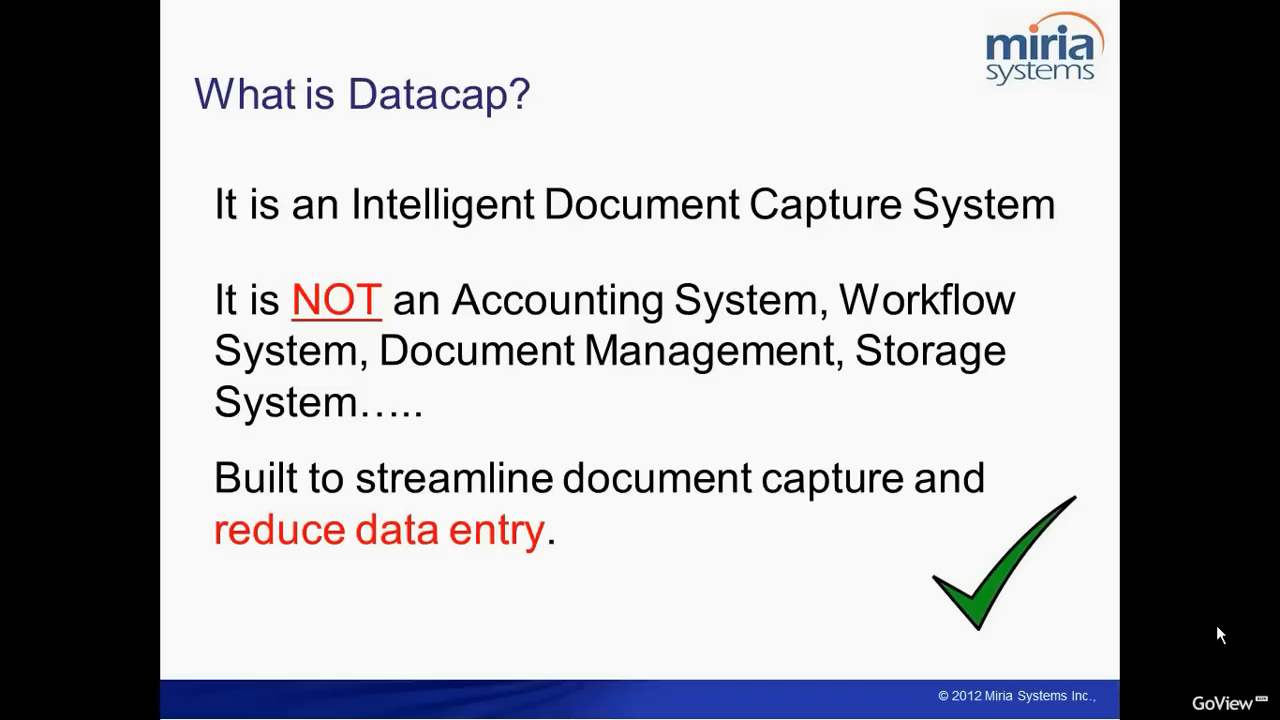 miria
systems
What is Datacap?
It is an Intelligent Document Capture System
It is NOT an Accounting System, Workflow
System, Document Management, Storage
System…..
Built to streamline document capture and
reduce data entry.
© 2012 Miria Systems Inc.,
GoView BETA